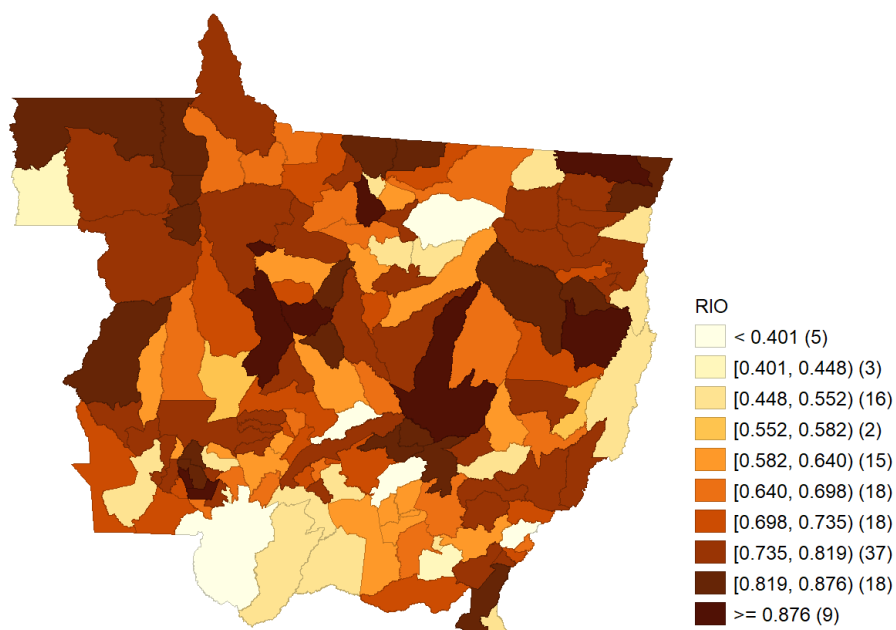 RIO
< 0.401 (5)
[0.401, 0.448) (3)
[0.448, 0.552) (16)
[0.552, 0.582) (2)
[0.582, 0.640) (15)
[0.640, 0.698) (18)
[0.698, 0.735) (18)
[0.735, 0.819) (37)
[0.819, 0.876) (18)
>= 0.876 (9)